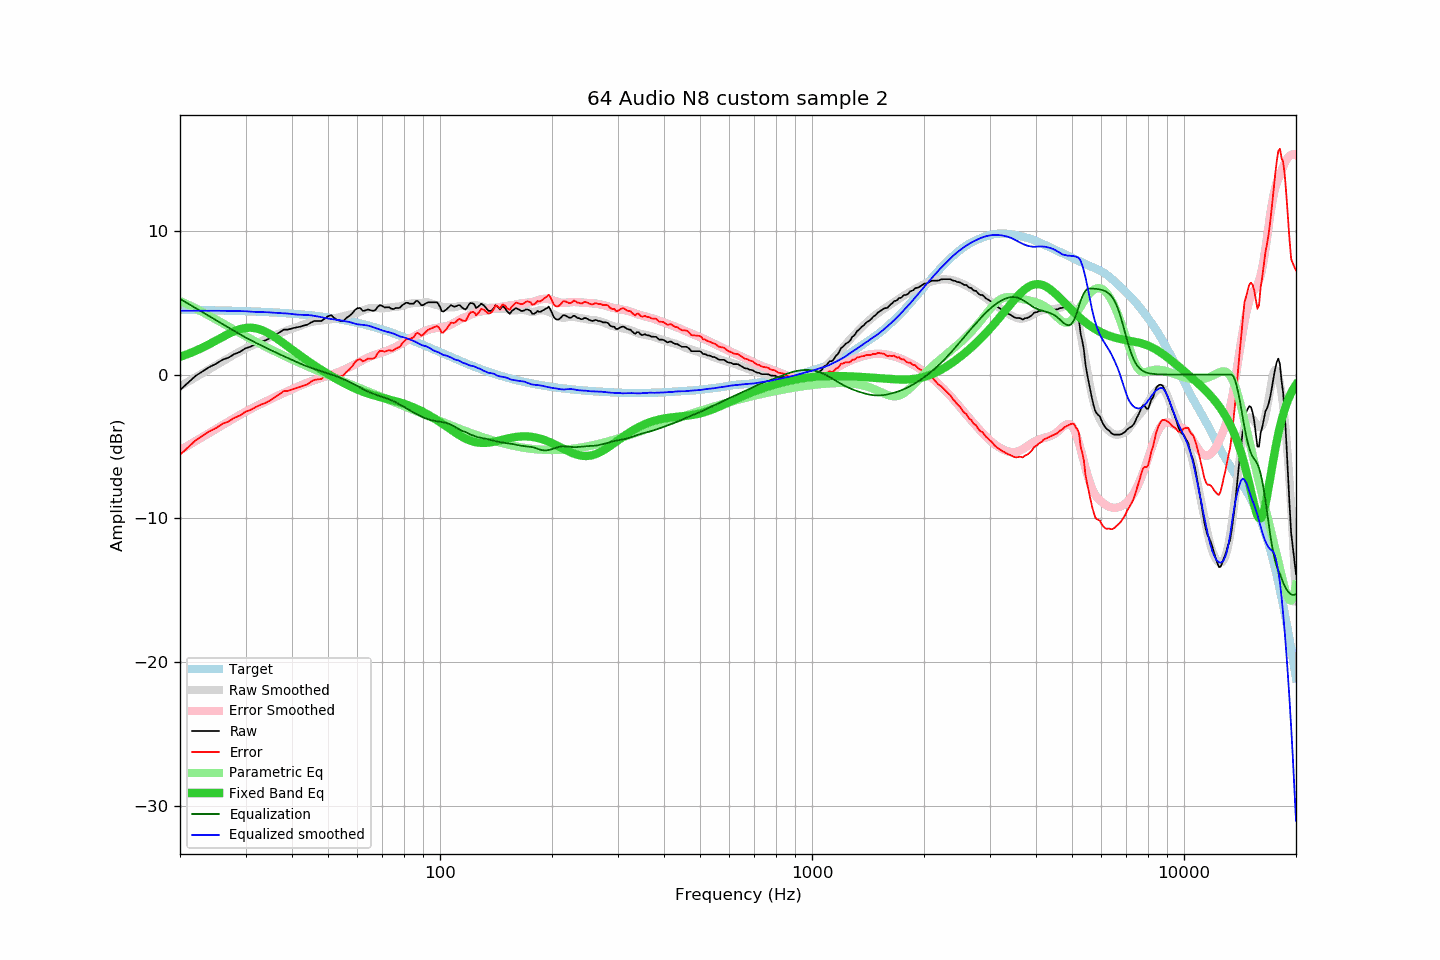 64 Audio N8 custom sample 2
10
0
−10
−20
−30
Amplitude (dBr)
Target
Raw Smoothed
Error Smoothed
Raw
Error
Parametric Eq
Fixed Band Eq
Equalization
Equalized smoothed
100
1000
10000
Frequency (Hz)